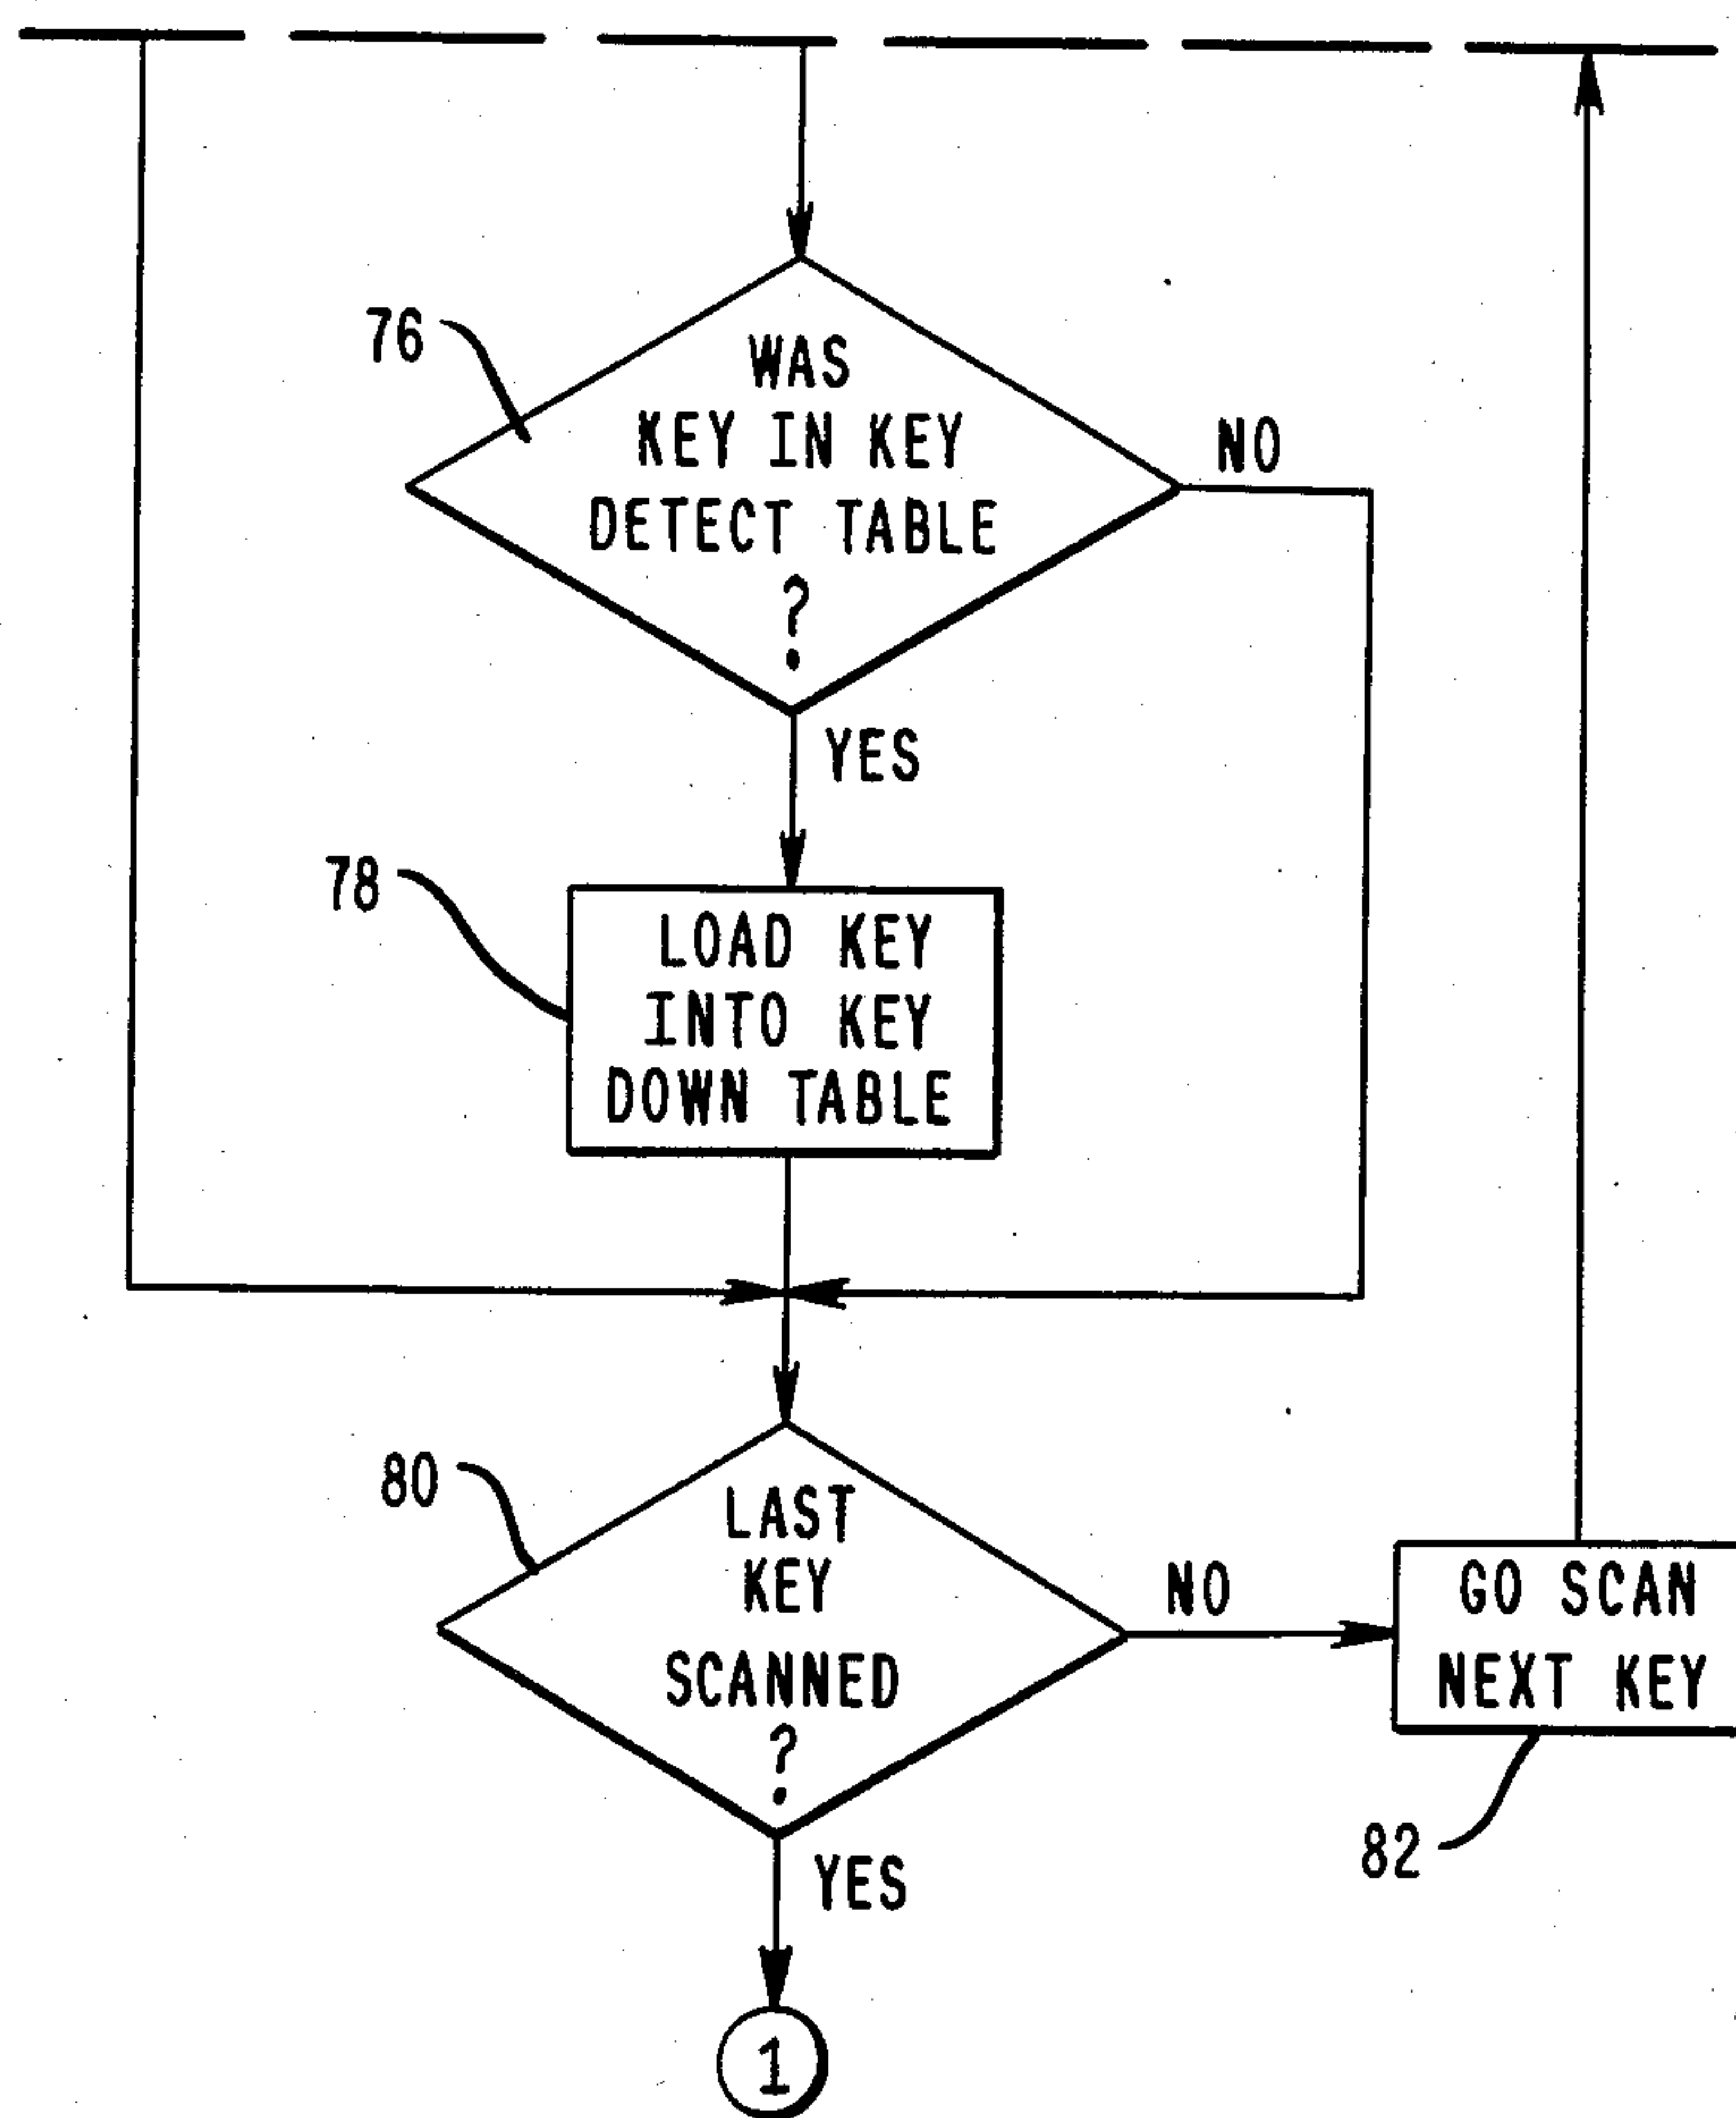 76
WAS
KEY IN KEY
DETECT TABLE
?
NO
YES
78
LOAD KEY
INTO KEY
DOWN TABLE
80
LAST
KEY
SCANNED
?
NO
GO SCAN
NEXT KEY
82
YES
1